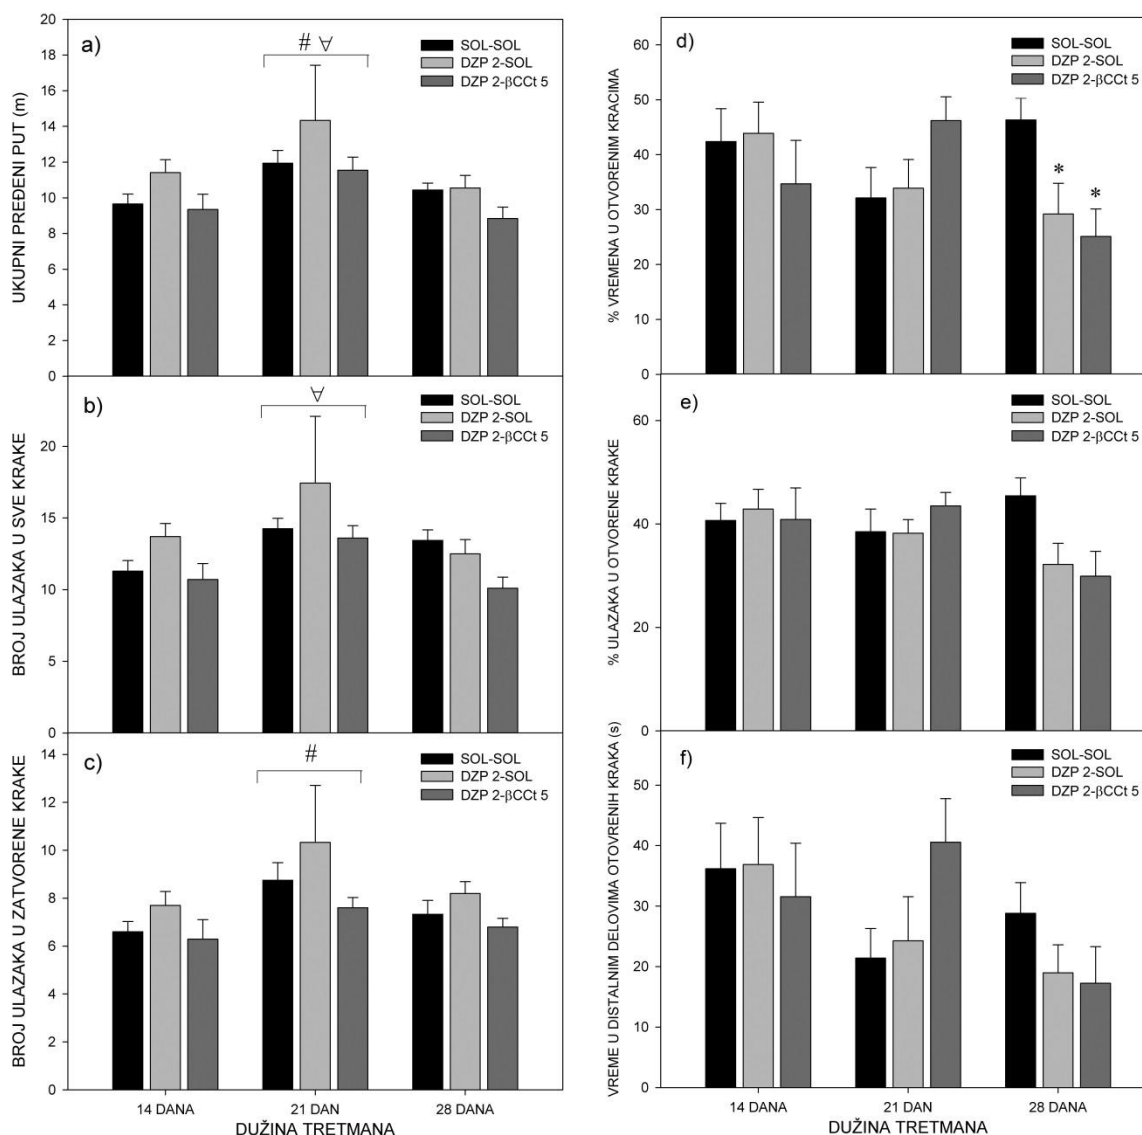 a)
# ∀
SOL-SOL
DZP 2-SOL
DZP 2-βCCt 5
UKUPNI PREĐENI PUT (m)
20
18
16
14
12
10
8
6
4
2
0
b)
∀
SOL-SOL
DZP 2-SOL
DZP 2-βCCt 5
BROJ ULAZAKA U SVE KRAKE
20
15
10
5
0
c)
#
SOL-SOL
DZP 2-SOL
DZP 2-βCCt 5
BROJ ULAZAKA U ZATVORENE KRAKE
14
12
10
8
6
4
2
0
14 DANA
21 DAN
28 DANA
DUŽINA TRETMANA
d)
SOL-SOL
DZP 2-SOL
DZP 2-βCCt 5
*
*
% VREMENA U OTVORENIM KRACIMA
60
50
40
30
20
10
0
e)
SOL-SOL
DZP 2-SOL
DZP 2-βCCt 5
% ULAZAKA U OTVORENE KRAKE
60
40
20
0
f)
SOL-SOL
DZP 2-SOL
DZP 2-βCCt 5
VREME U DISTALNIM DELOVIMA OTOVRENIH KRAKA (s)
50
40
30
20
10
0
14 DANA
21 DAN
28 DANA
DUŽINA TRETMANA